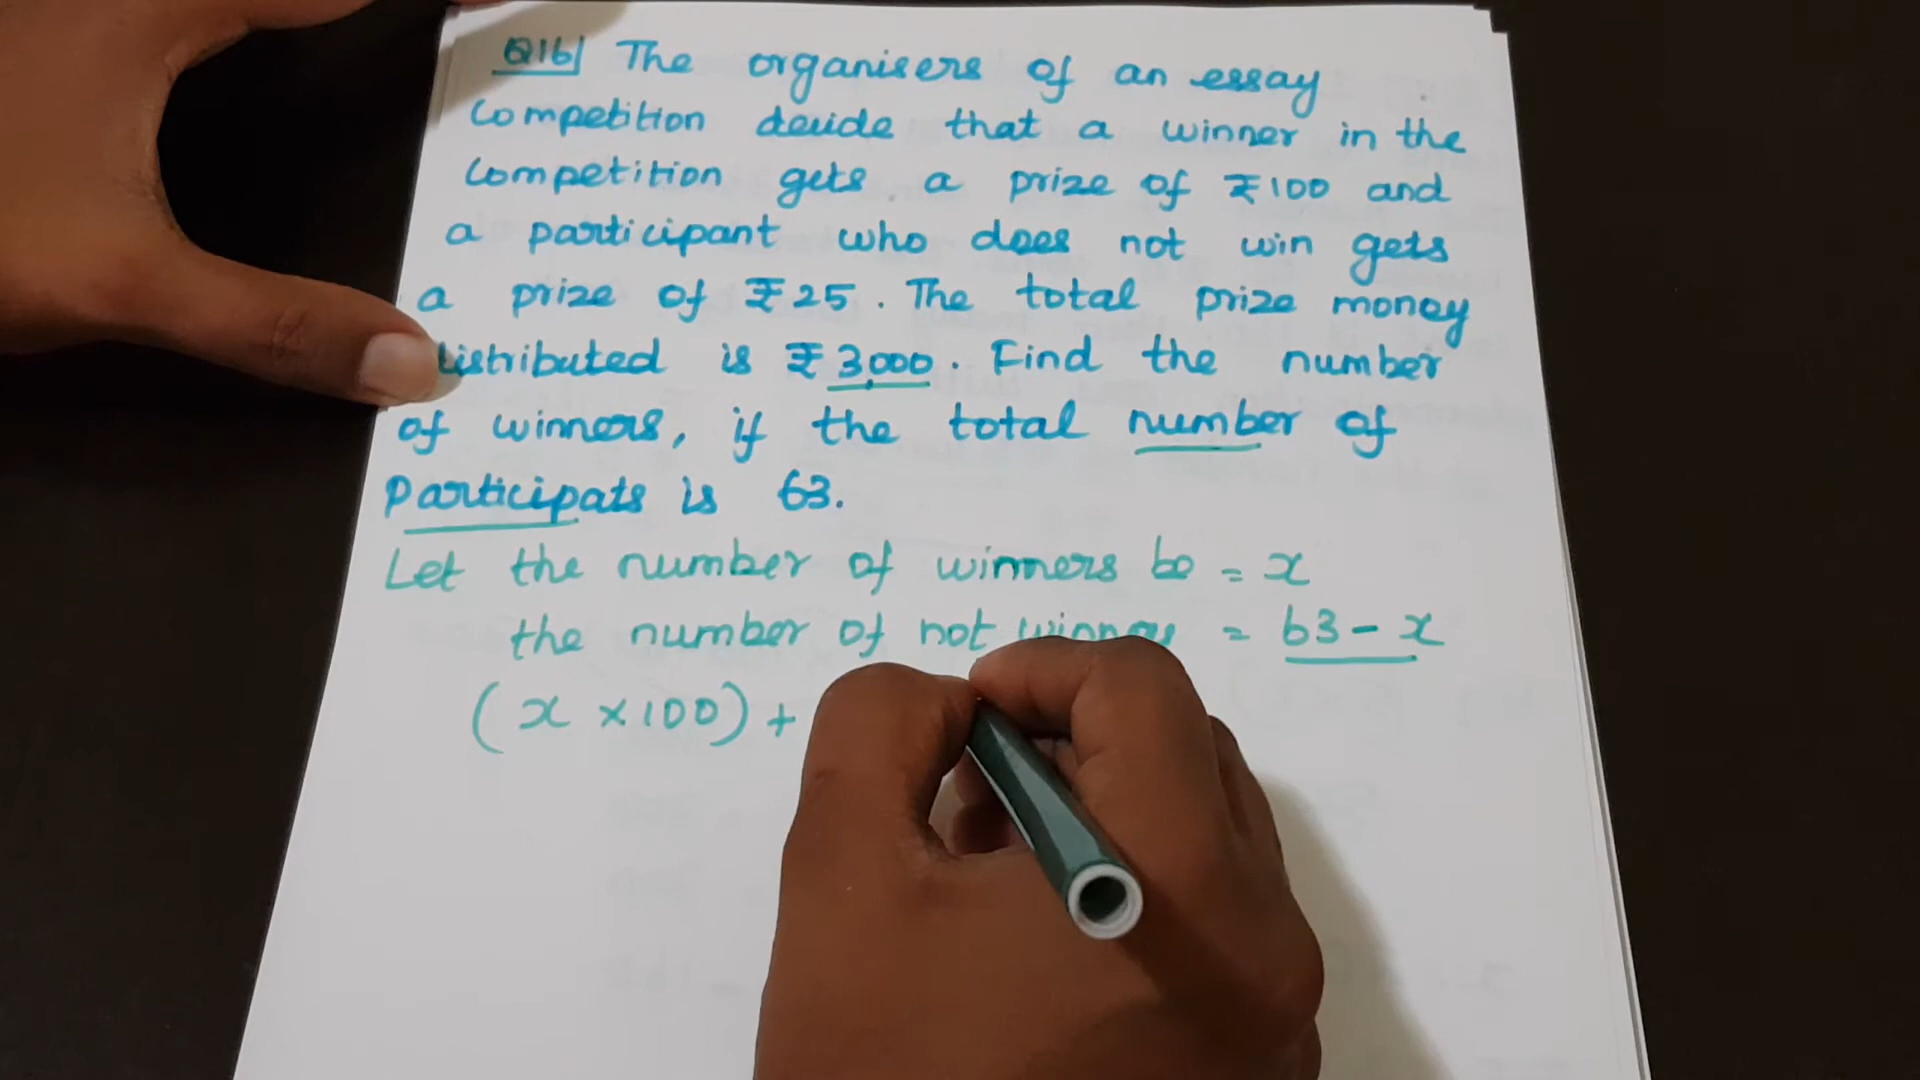 Q16] The organisers of an essay
Competition decide that a winner in the
Competition gets a prize of ₹100 and
a participant who does not win gets
a prize of ₹25. The total prize money
distributed is ₹3,000. Find the number
of winners, if the total number of
Participats is 63.
Let the number of winners be = x
the number of not winner = 63 - x
(x × 100) +